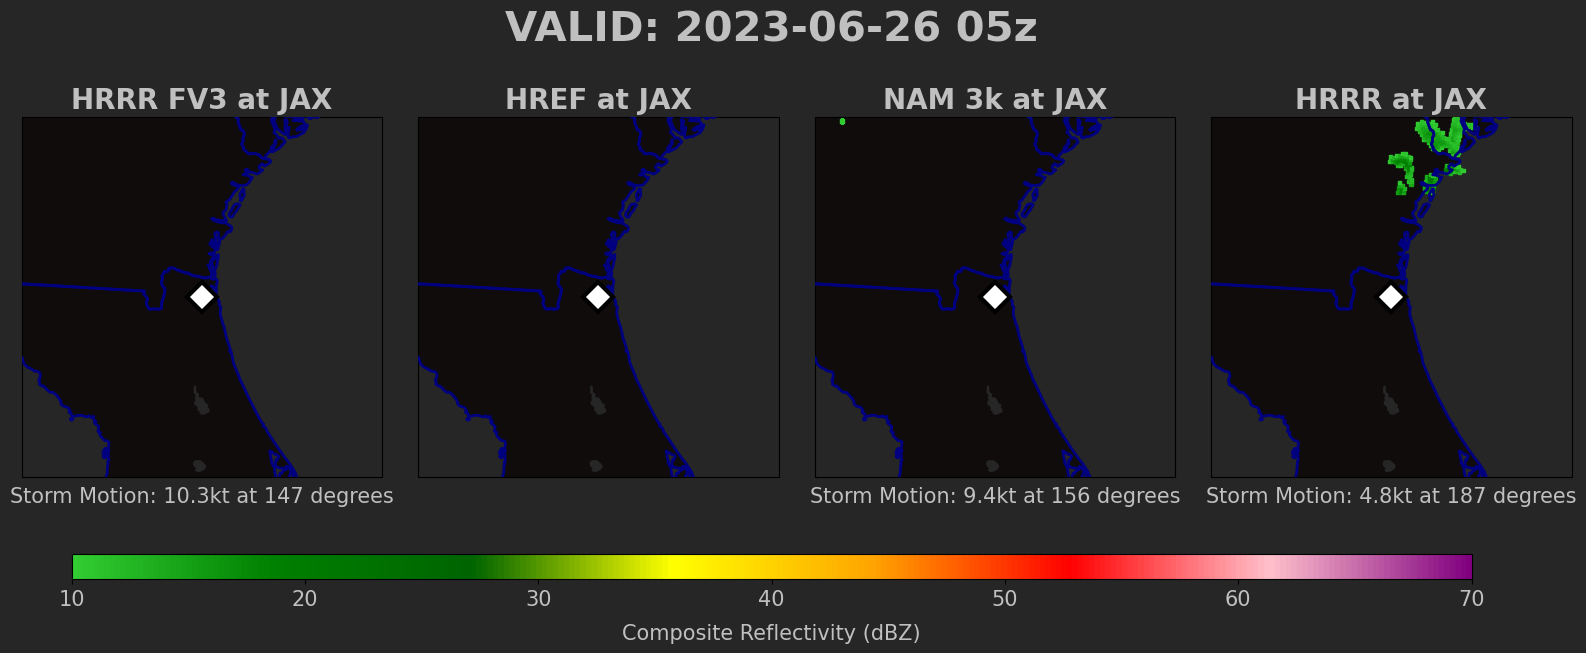 VALID: 2023-06-26 05z
HRRR FV3 at JAX
HREF at JAX
NAM 3k at JAX
HRRR at JAX
Storm Motion: 10.3kt at 147 degrees
Storm Motion: 9.4kt at 156 degrees
Storm Motion: 4.8kt at 187 degrees
10 20 30 40 50 60 70
Composite Reflectivity (dBZ)